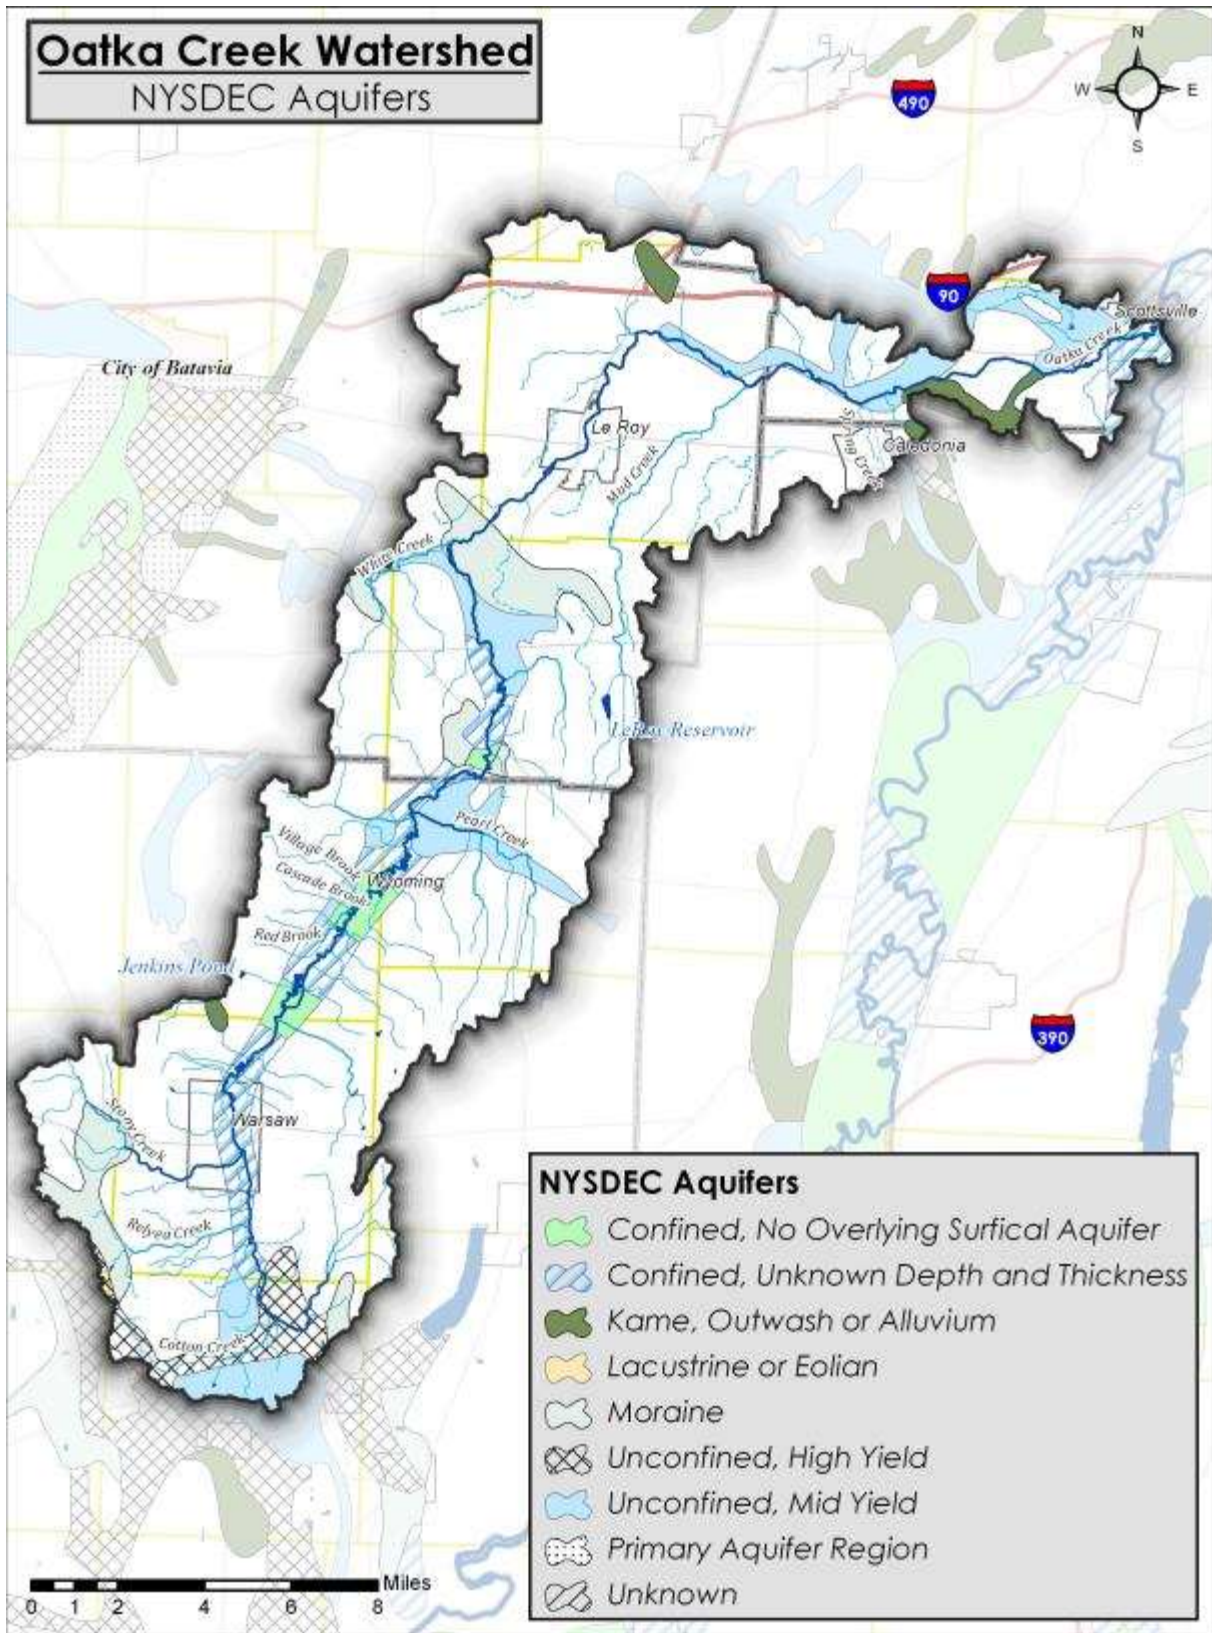 Oatka Creek Watershed
NYSDEC Aquifers
N
W E
S
490
90
Scottsville
Oatka Creek
City of Batavia
Le Roy
Spring Creek
Caledonia
Mud Creek
White Creek
LeRoy Reservoir
Pearl Creek
Village Brook
Cascade Brook
Wyoming
Red Brook
Jenkins Pond
390
Stony Creek
Warsaw
Relyea Creek
Cotton Creek
NYSDEC Aquifers
Confined, No Overlying Surfical Aquifer
Confined, Unknown Depth and Thickness
Kame, Outwash or Alluvium
Lacustrine or Eolian
Moraine
Unconfined, High Yield
Unconfined, Mid Yield
Primary Aquifer Region
Unknown
Miles
0 1 2 4 6 8